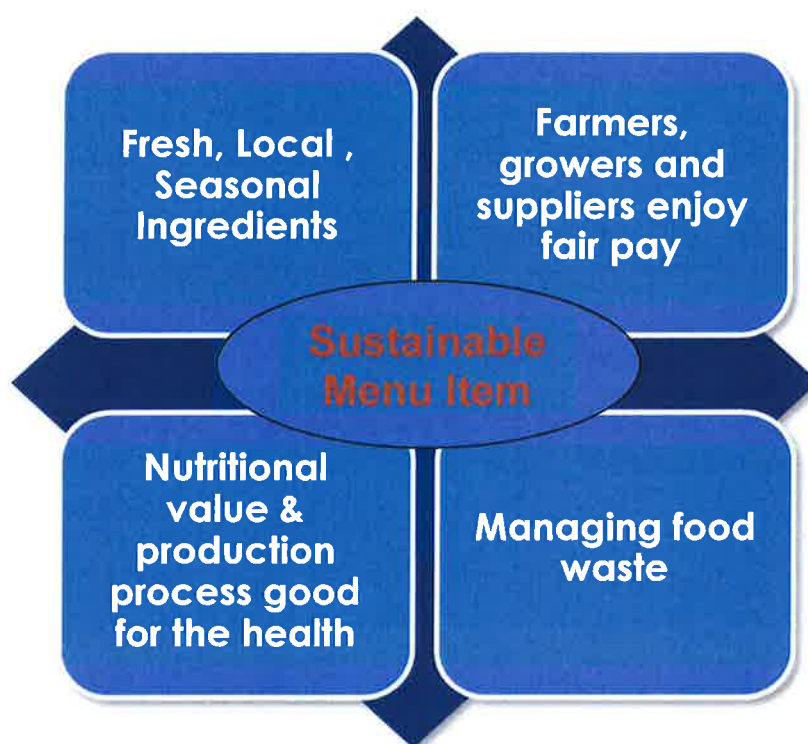 Fresh, Local ,
Seasonal
Ingredients
Farmers,
growers and
suppliers enjoy
fair pay
Sustainable
Menu Item
Nutritional
value &
production
process good
for the health
Managing food
waste